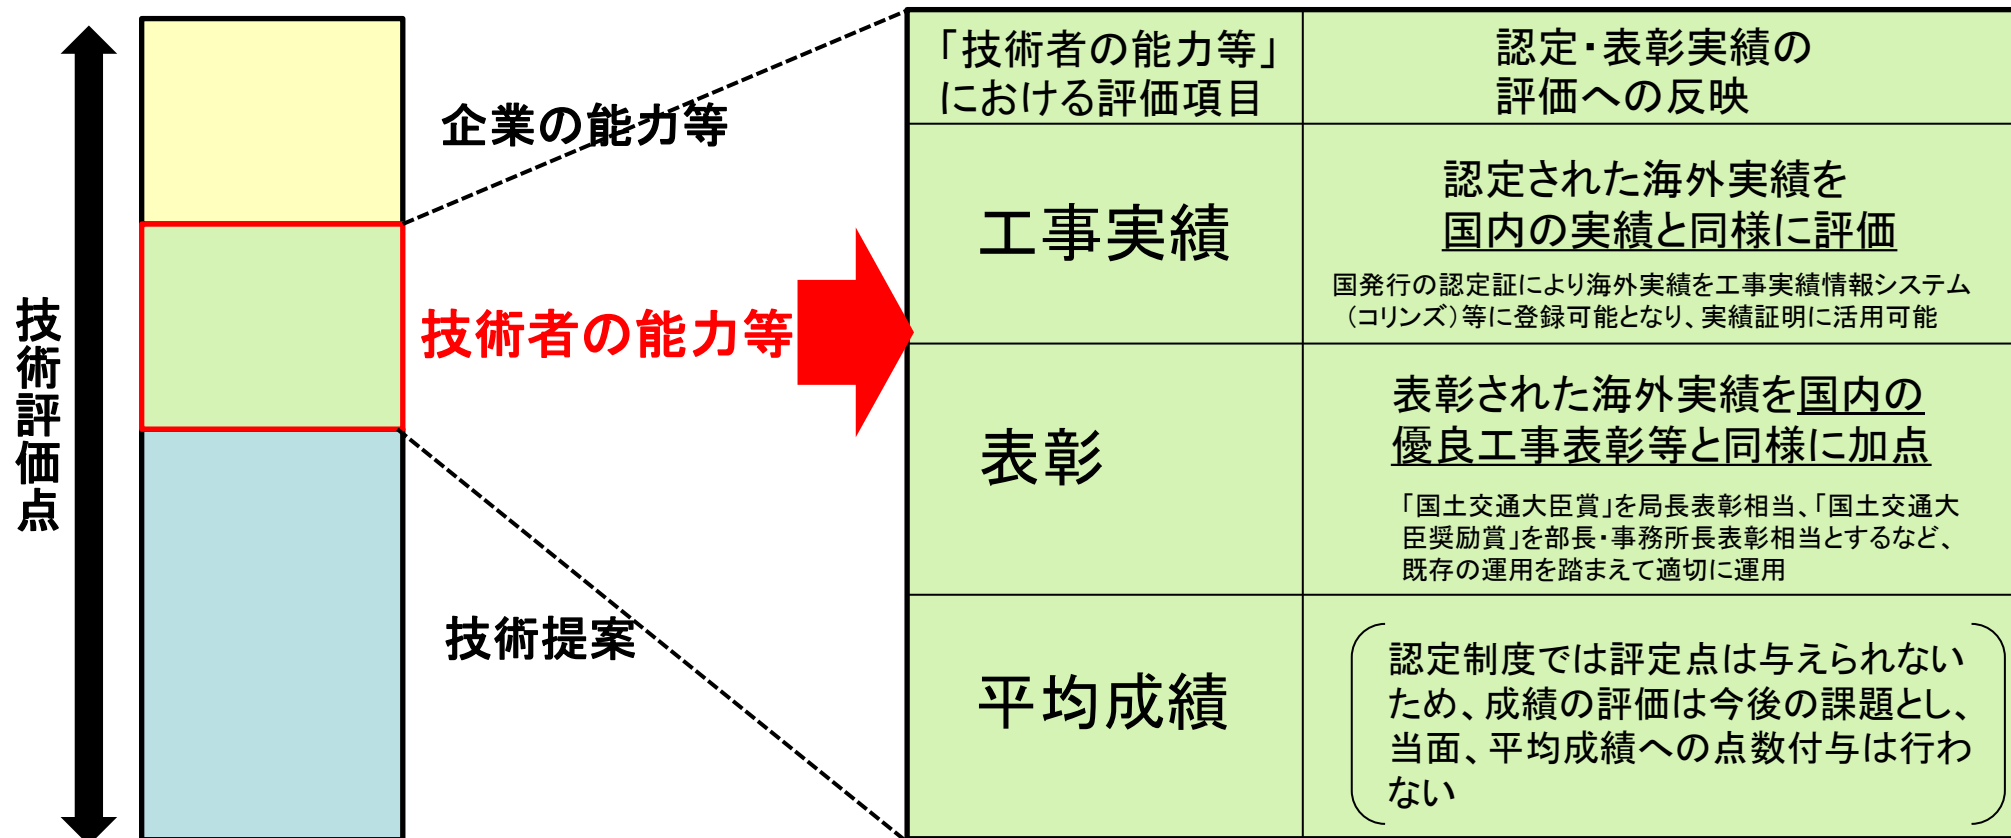 技術評価点
企業の能力等
技術者の能力等
技術提案
「技術者の能力等」
における評価項目
認定・表彰実績の
評価への反映
工事実績
認定された海外実績を
国内の実績と同様に評価
国発行の認定証により海外実績を工事実績情報システム
（コリンズ）等に登録可能となり、実績証明に活用可能
表彰
表彰された海外実績を国内の
優良工事表彰等と同様に加点
「国土交通大臣賞」を局長表彰相当、「国土交通大
臣奨励賞」を部長・事務所長表彰相当とするなど、
既存の運用を踏まえて適切に運用
平均成績
認定制度では評定点は与えられない
ため、成績の評価は今後の課題とし、
当面、平均成績への点数付与は行わ
ない